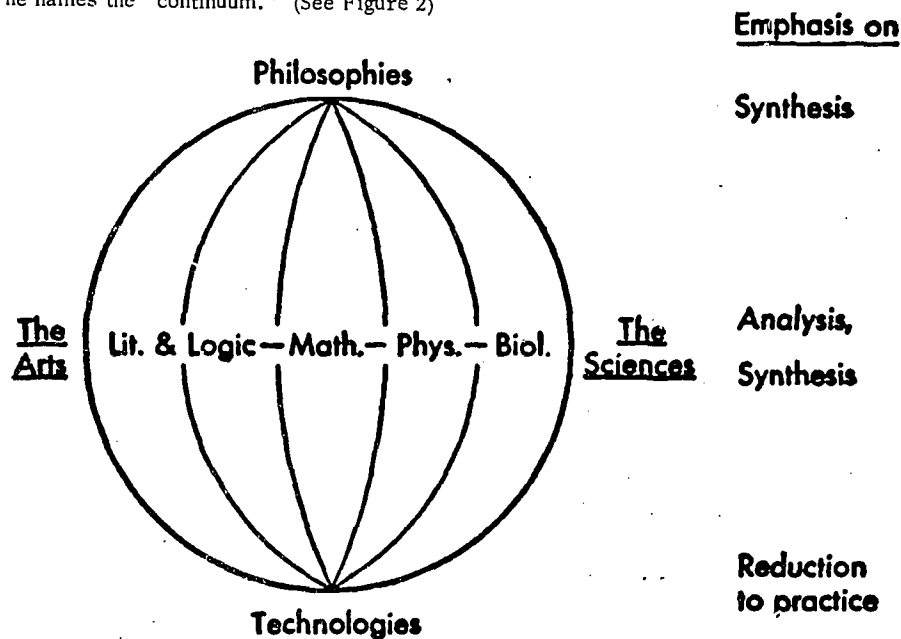 he names the "continuum." (See Figure 2)
Emphasis on
Philosophies
Synthesis
The
Arts
Lit. & Logic — Math. — Phys. — Biol.
The
Sciences
Analysis,
Synthesis
Reduction
to practice
Technologies